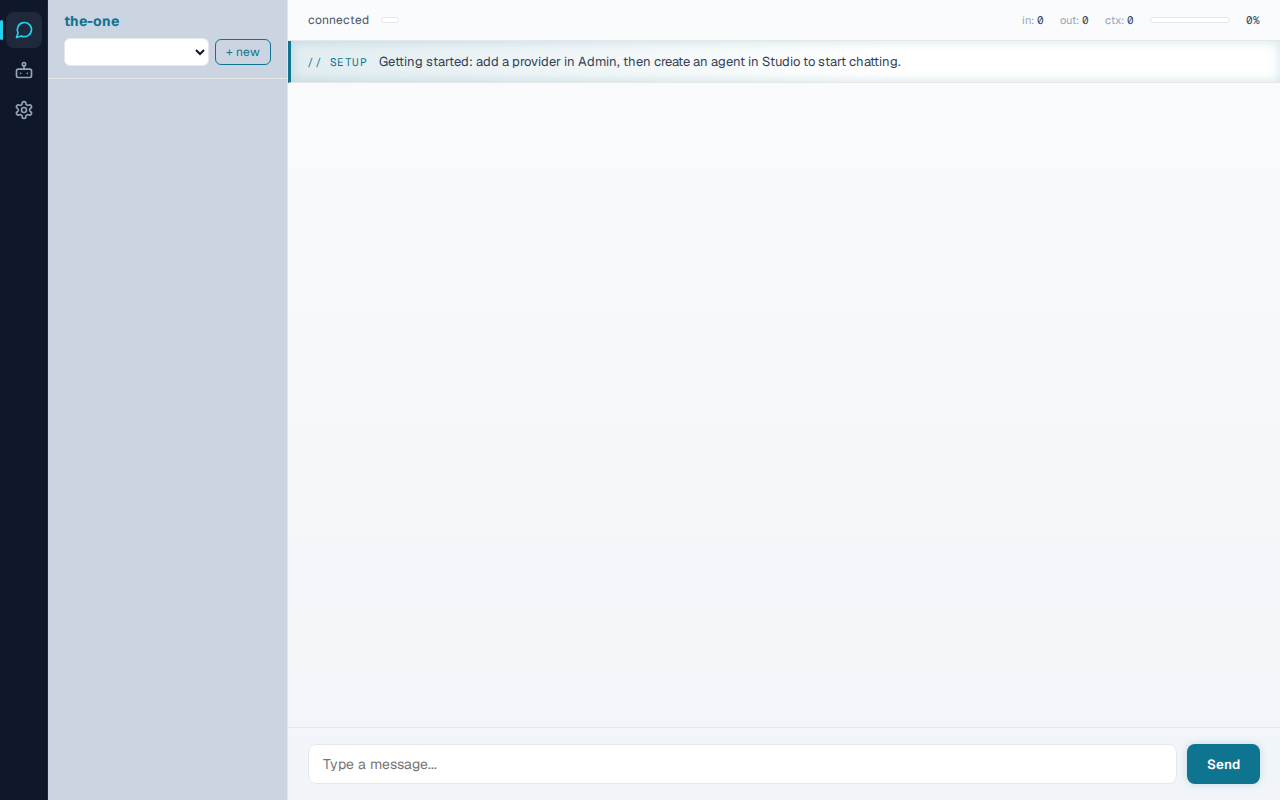 the-one
+ new
connected
in: 0 out: 0 ctx: 0 0%
// SETUP Getting started: add a provider in Admin, then create an agent in Studio to start chatting.
Type a message...
Send